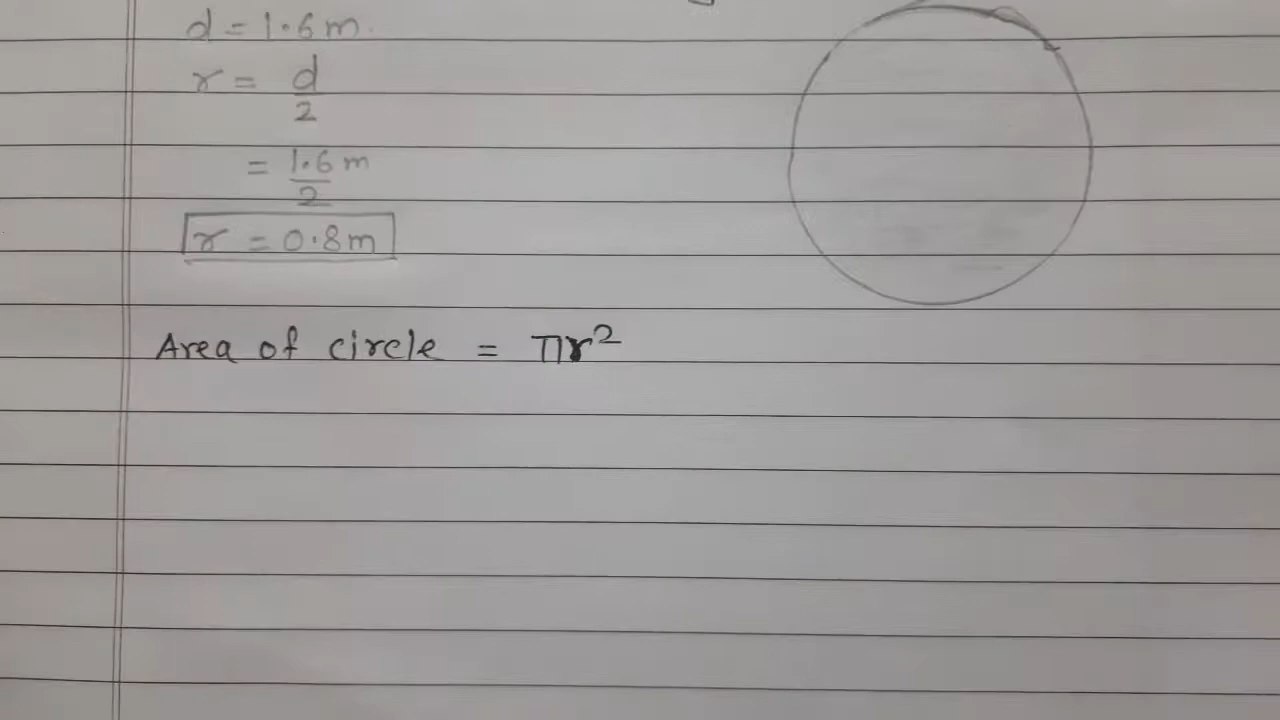 d = 1.6 m.
r = d/2
= 1.6 m/2
r = 0.8 m
Area of circle = πr²